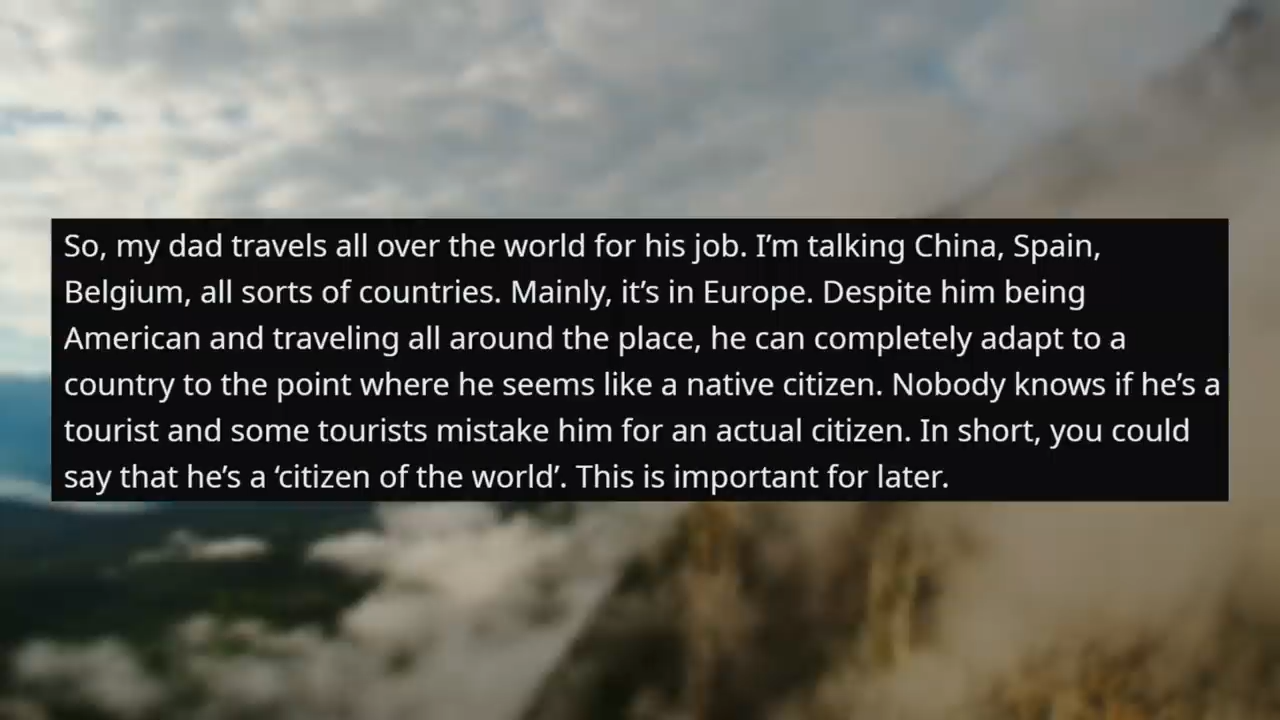 So, my dad travels all over the world for his job. I’m talking China, Spain,
Belgium, all sorts of countries. Mainly, it’s in Europe. Despite him being
American and traveling all around the place, he can completely adapt to a
country to the point where he seems like a native citizen. Nobody knows if he’s a
tourist and some tourists mistake him for an actual citizen. In short, you could
say that he’s a ‘citizen of the world’. This is important for later.